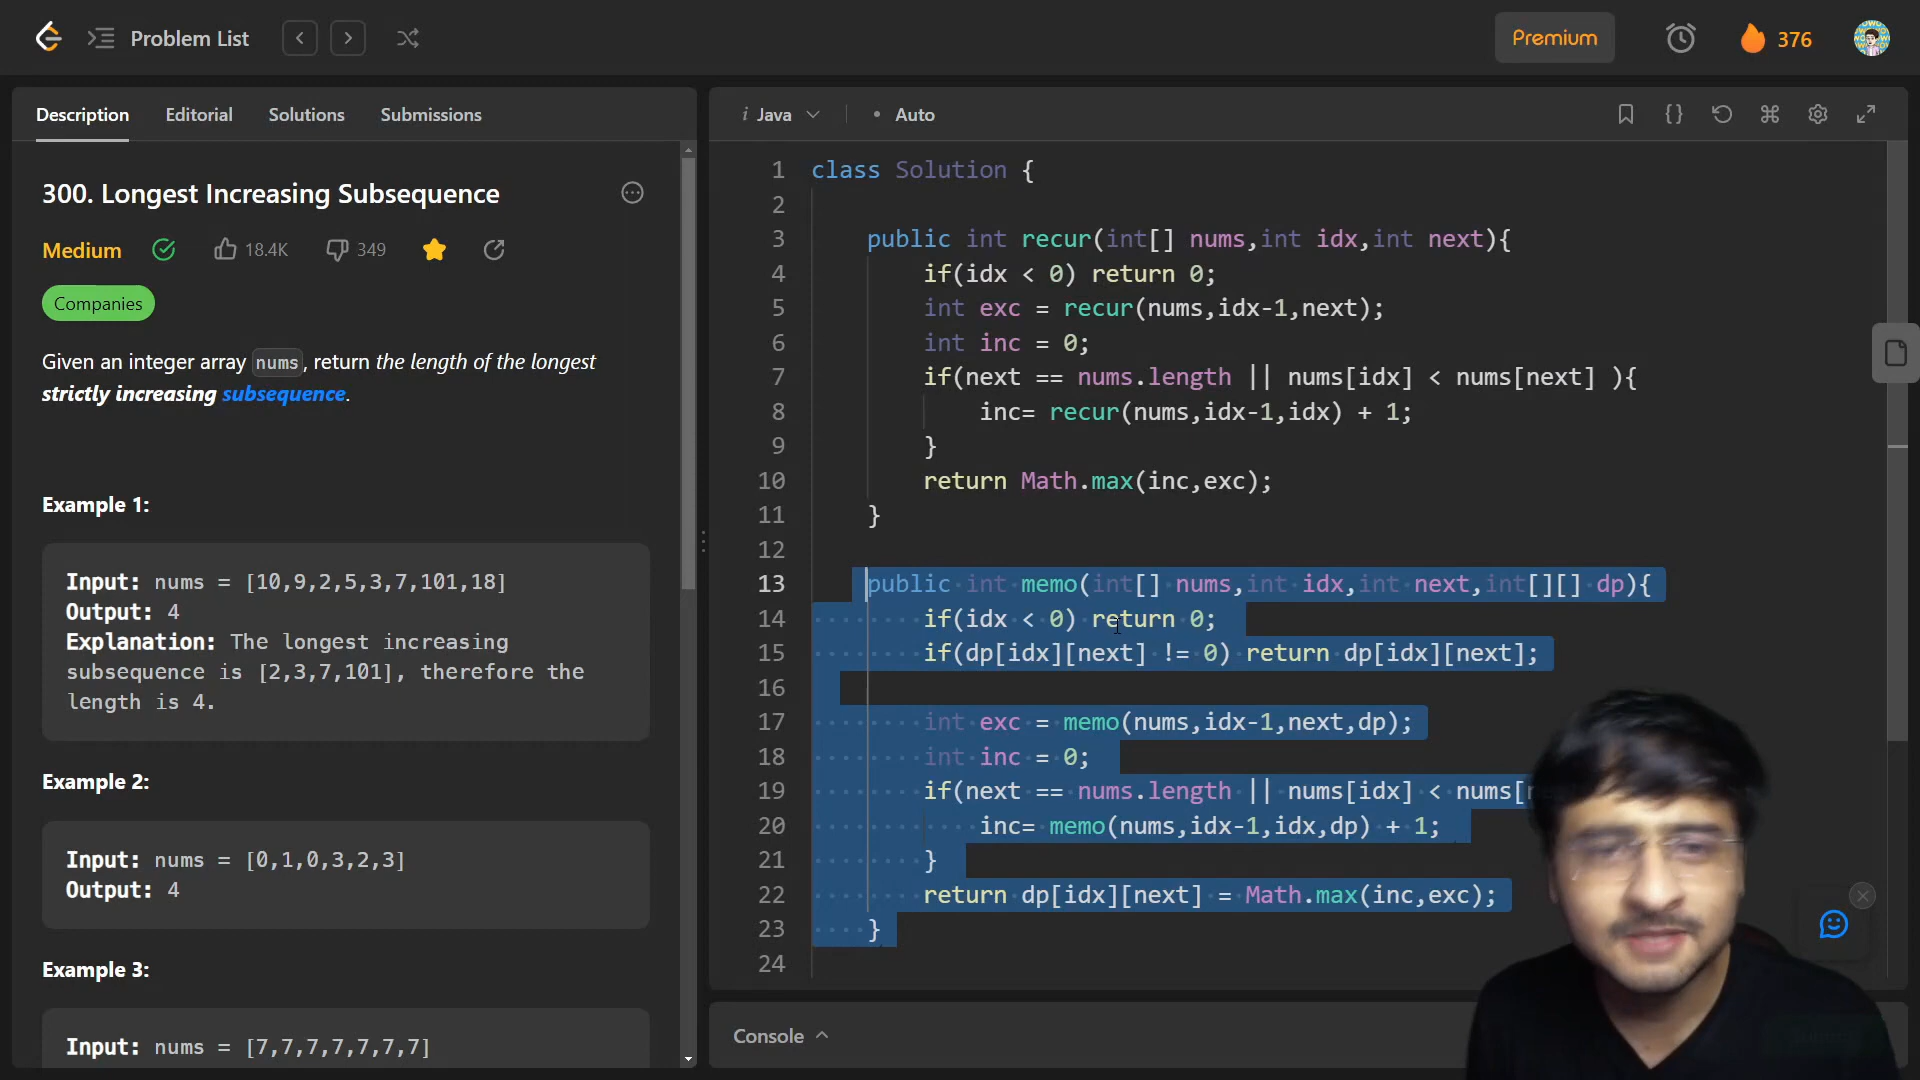 Problem List
Premium
376
Description Editorial Solutions Submissions
300. Longest Increasing Subsequence
Medium 18.4K 349
Companies
Given an integer array nums, return the length of the longest
strictly increasing subsequence.
Example 1:
Input: nums = [10,9,2,5,3,7,101,18]
Output: 4
Explanation: The longest increasing
subsequence is [2,3,7,101], therefore the
length is 4.
Example 2:
Input: nums = [0,1,0,3,2,3]
Output: 4
Example 3:
Input: nums = [7,7,7,7,7,7,7]
i Java Auto
1 class Solution {
2
3 public int recur(int[] nums,int idx,int next){
4 if(idx < 0) return 0;
5 int exc = recur(nums,idx-1,next);
6 int inc = 0;
7 if(next == nums.length || nums[idx] < nums[next] ){
8 inc= recur(nums,idx-1,idx) + 1;
9 }
10 return Math.max(inc,exc);
11 }
12
13 public int memo(int[] nums,int idx,int next,int[][] dp){
14 if(idx < 0) return 0;
15 if(dp[idx][next] != 0) return dp[idx][next];
16
17 int exc = memo(nums,idx-1,next,dp);
18 int inc = 0;
19 if(next == nums.length || nums[idx] < nums[
20 inc= memo(nums,idx-1,idx,dp) + 1;
21 }
22 return dp[idx][next] = Math.max(inc,exc);
23 }
24
Console